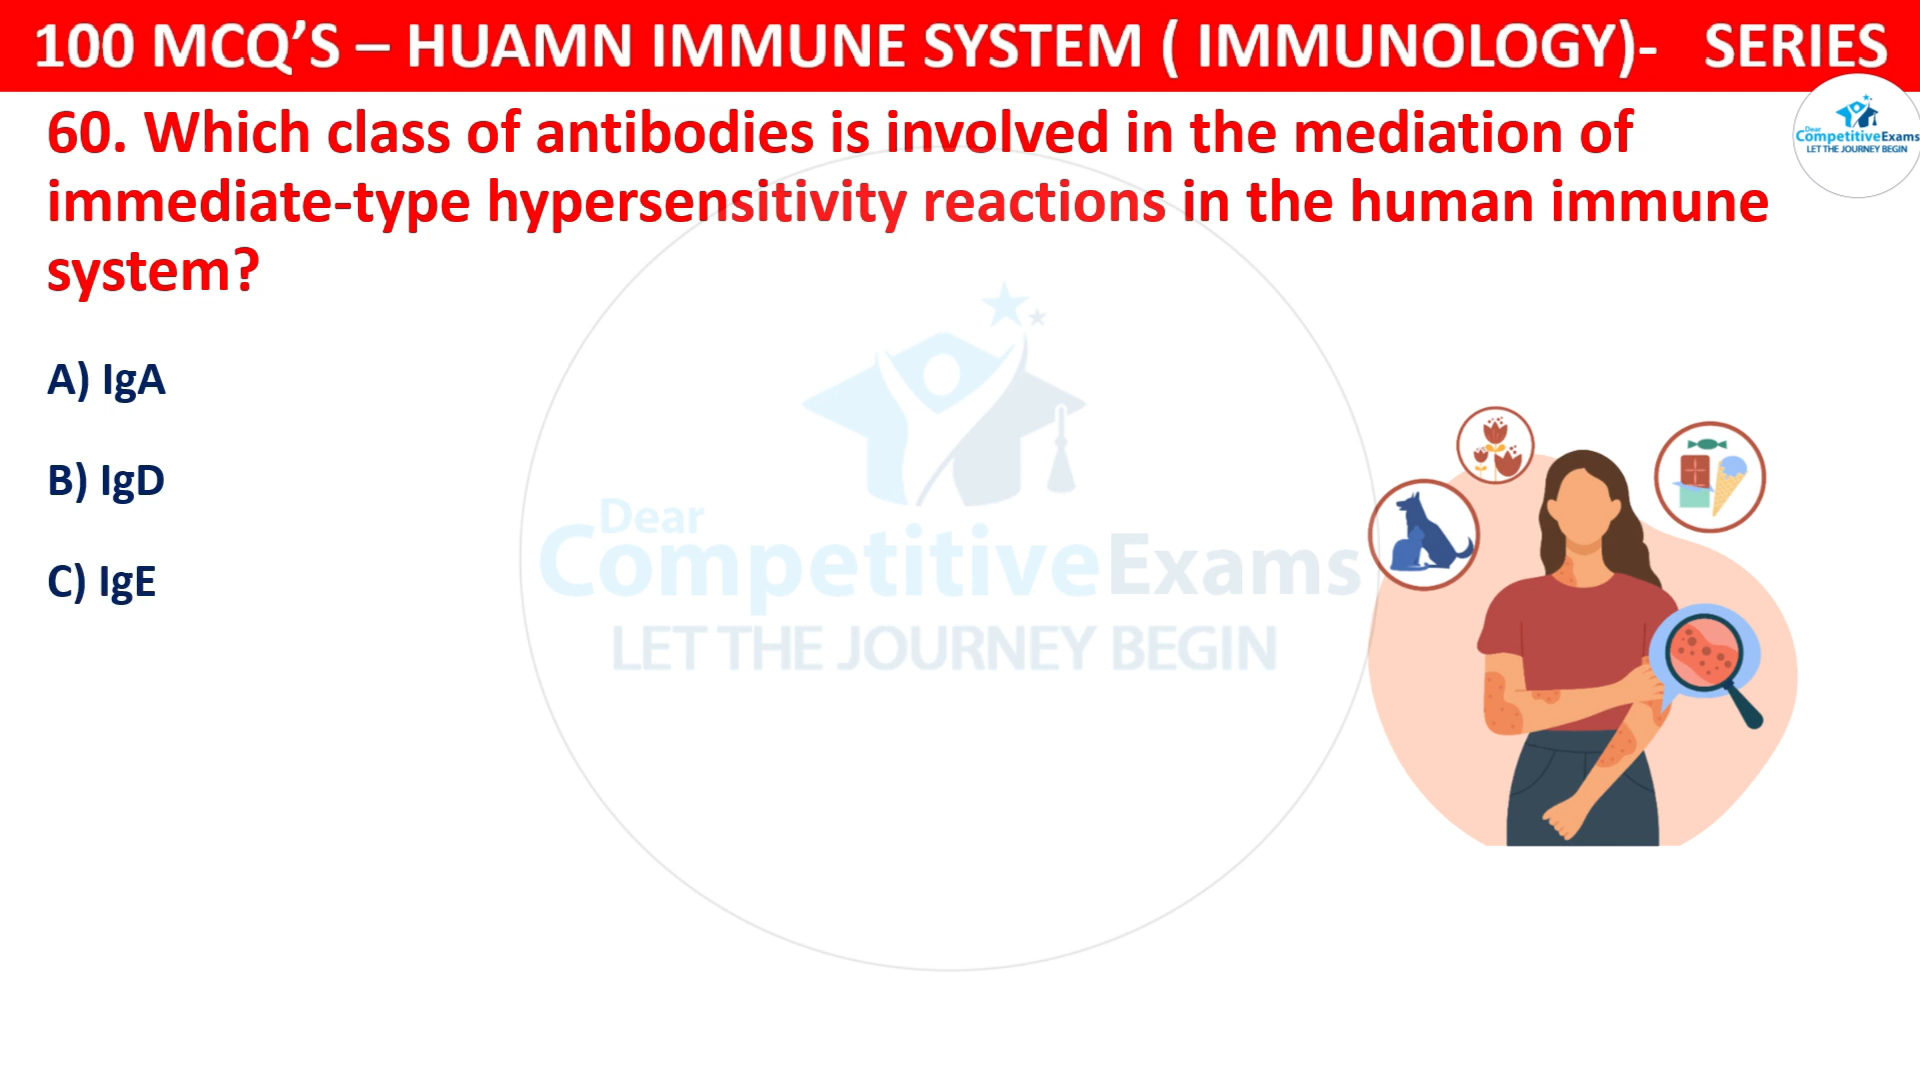 100 MCQ’S – HUAMN IMMUNE SYSTEM ( IMMUNOLOGY)- SERIES
Dear
CompetitiveExams
LET THE JOURNEY BEGIN
60. Which class of antibodies is involved in the mediation of
immediate-type hypersensitivity reactions in the human immune
system?
A) IgA
B) IgD
C) IgE
Dear
CompetitiveExams
LET THE JOURNEY BEGIN